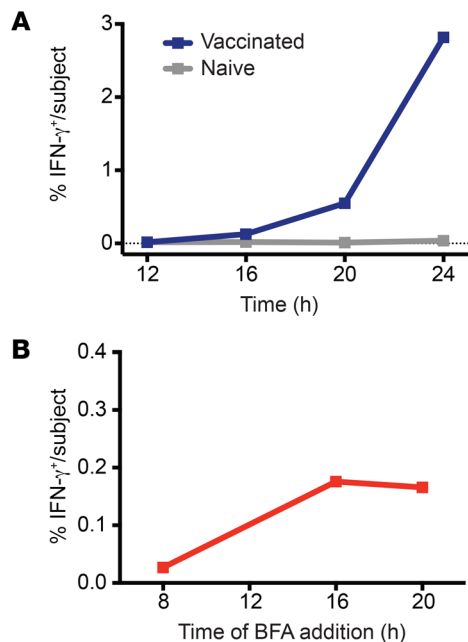 A
% IFN-γ⁺/subject
3
2
1
0
Vaccinated
Naive
12 16 20 24
Time (h)
B
% IFN-γ⁺/subject
0.4
0.3
0.2
0.1
0.0
8 12 16 20
Time of BFA addition (h)